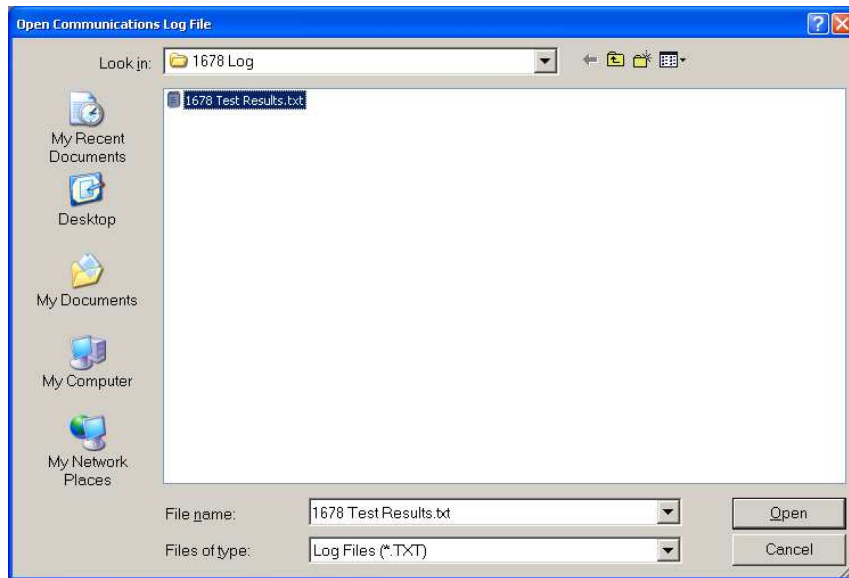 Open Communications Log File
Look in: 1678 Log
1678 Test Results.txt
My Recent
Documents
Desktop
My Documents
My Computer
My Network
Places
File name: 1678 Test Results.txt Open
Files of type: Log Files (*.TXT) Cancel